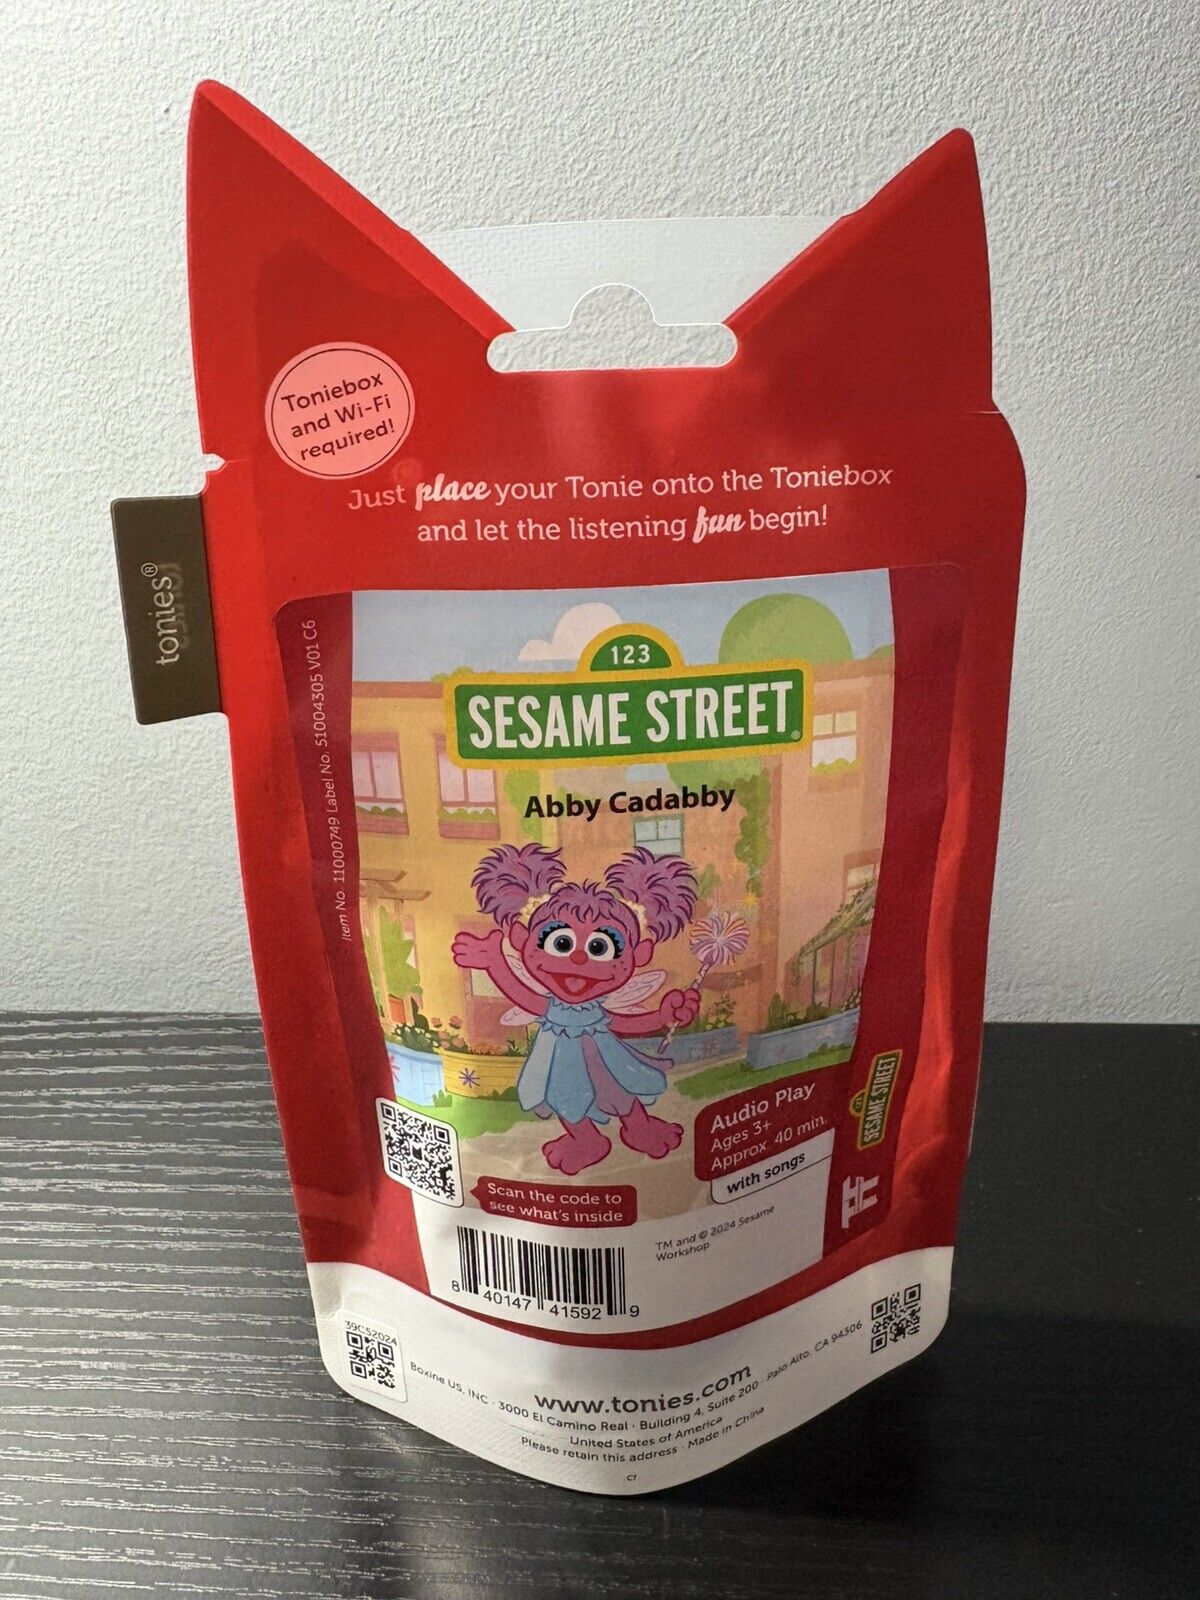 Toniebox
and Wi-Fi
required!
Just place your Tonie onto the Toniebox
and let the listening fun begin!
tonies®
Item No. 11000749 Label No. 51004305 V01 C6
123
SESAME STREET®
Abby Cadabby
Audio Play
Ages 3+
Approx. 40 min.
with songs
123
SESAME STREET
Scan the code to
see what's inside
TM and © 2024 Sesame
Workshop
8 40147 41592 9
39CS2024
www.tonies.com
Boxine US, INC · 3000 El Camino Real · Building 4, Suite 200 · Palo Alto, CA 94306
United States of America
Please retain this address · Made in China
C7